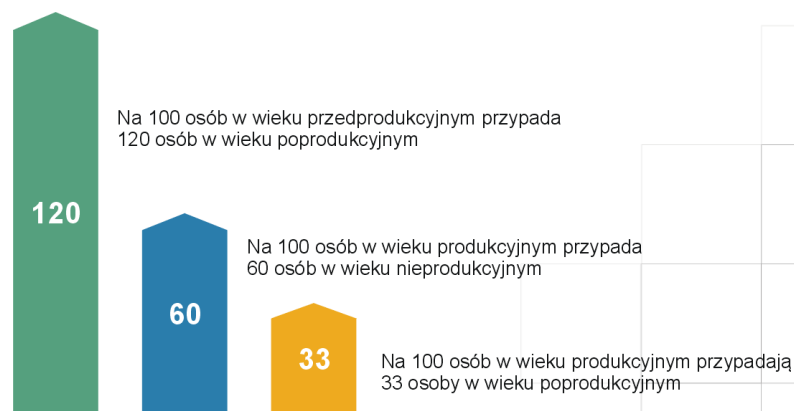 Na 100 osób w wieku przedprodukcyjnym przypada
120 osób w wieku poprodukcyjnym
120
Na 100 osób w wieku produkcyjnym przypada
60 osób w wieku nieprodukcyjnym
60
33
Na 100 osób w wieku produkcyjnym przypadają
33 osoby w wieku poprodukcyjnym